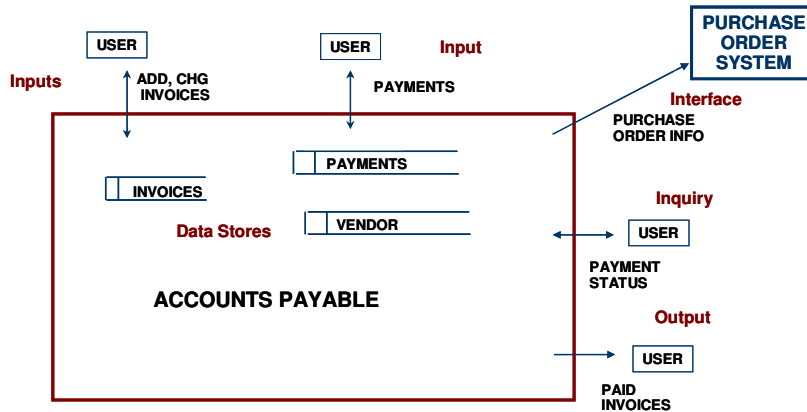 PURCHASE
ORDER
SYSTEM
USER
USER
Input
Inputs
ADD, CHG
INVOICES
PAYMENTS
Interface
PURCHASE
ORDER INFO
PAYMENTS
INVOICES
Inquiry
VENDOR
Data Stores
USER
PAYMENT
STATUS
ACCOUNTS PAYABLE
Output
USER
PAID
INVOICES